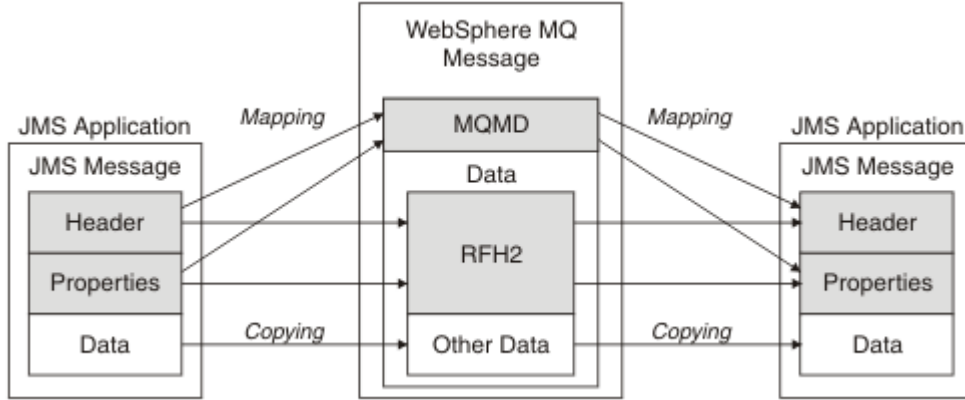 WebSphere MQ
Message
Mapping
MQMD
Mapping
JMS Application
JMS Application
JMS Message
Data
JMS Message
Header
Header
RFH2
Properties
Properties
Copying
Copying
Data
Other Data
Data